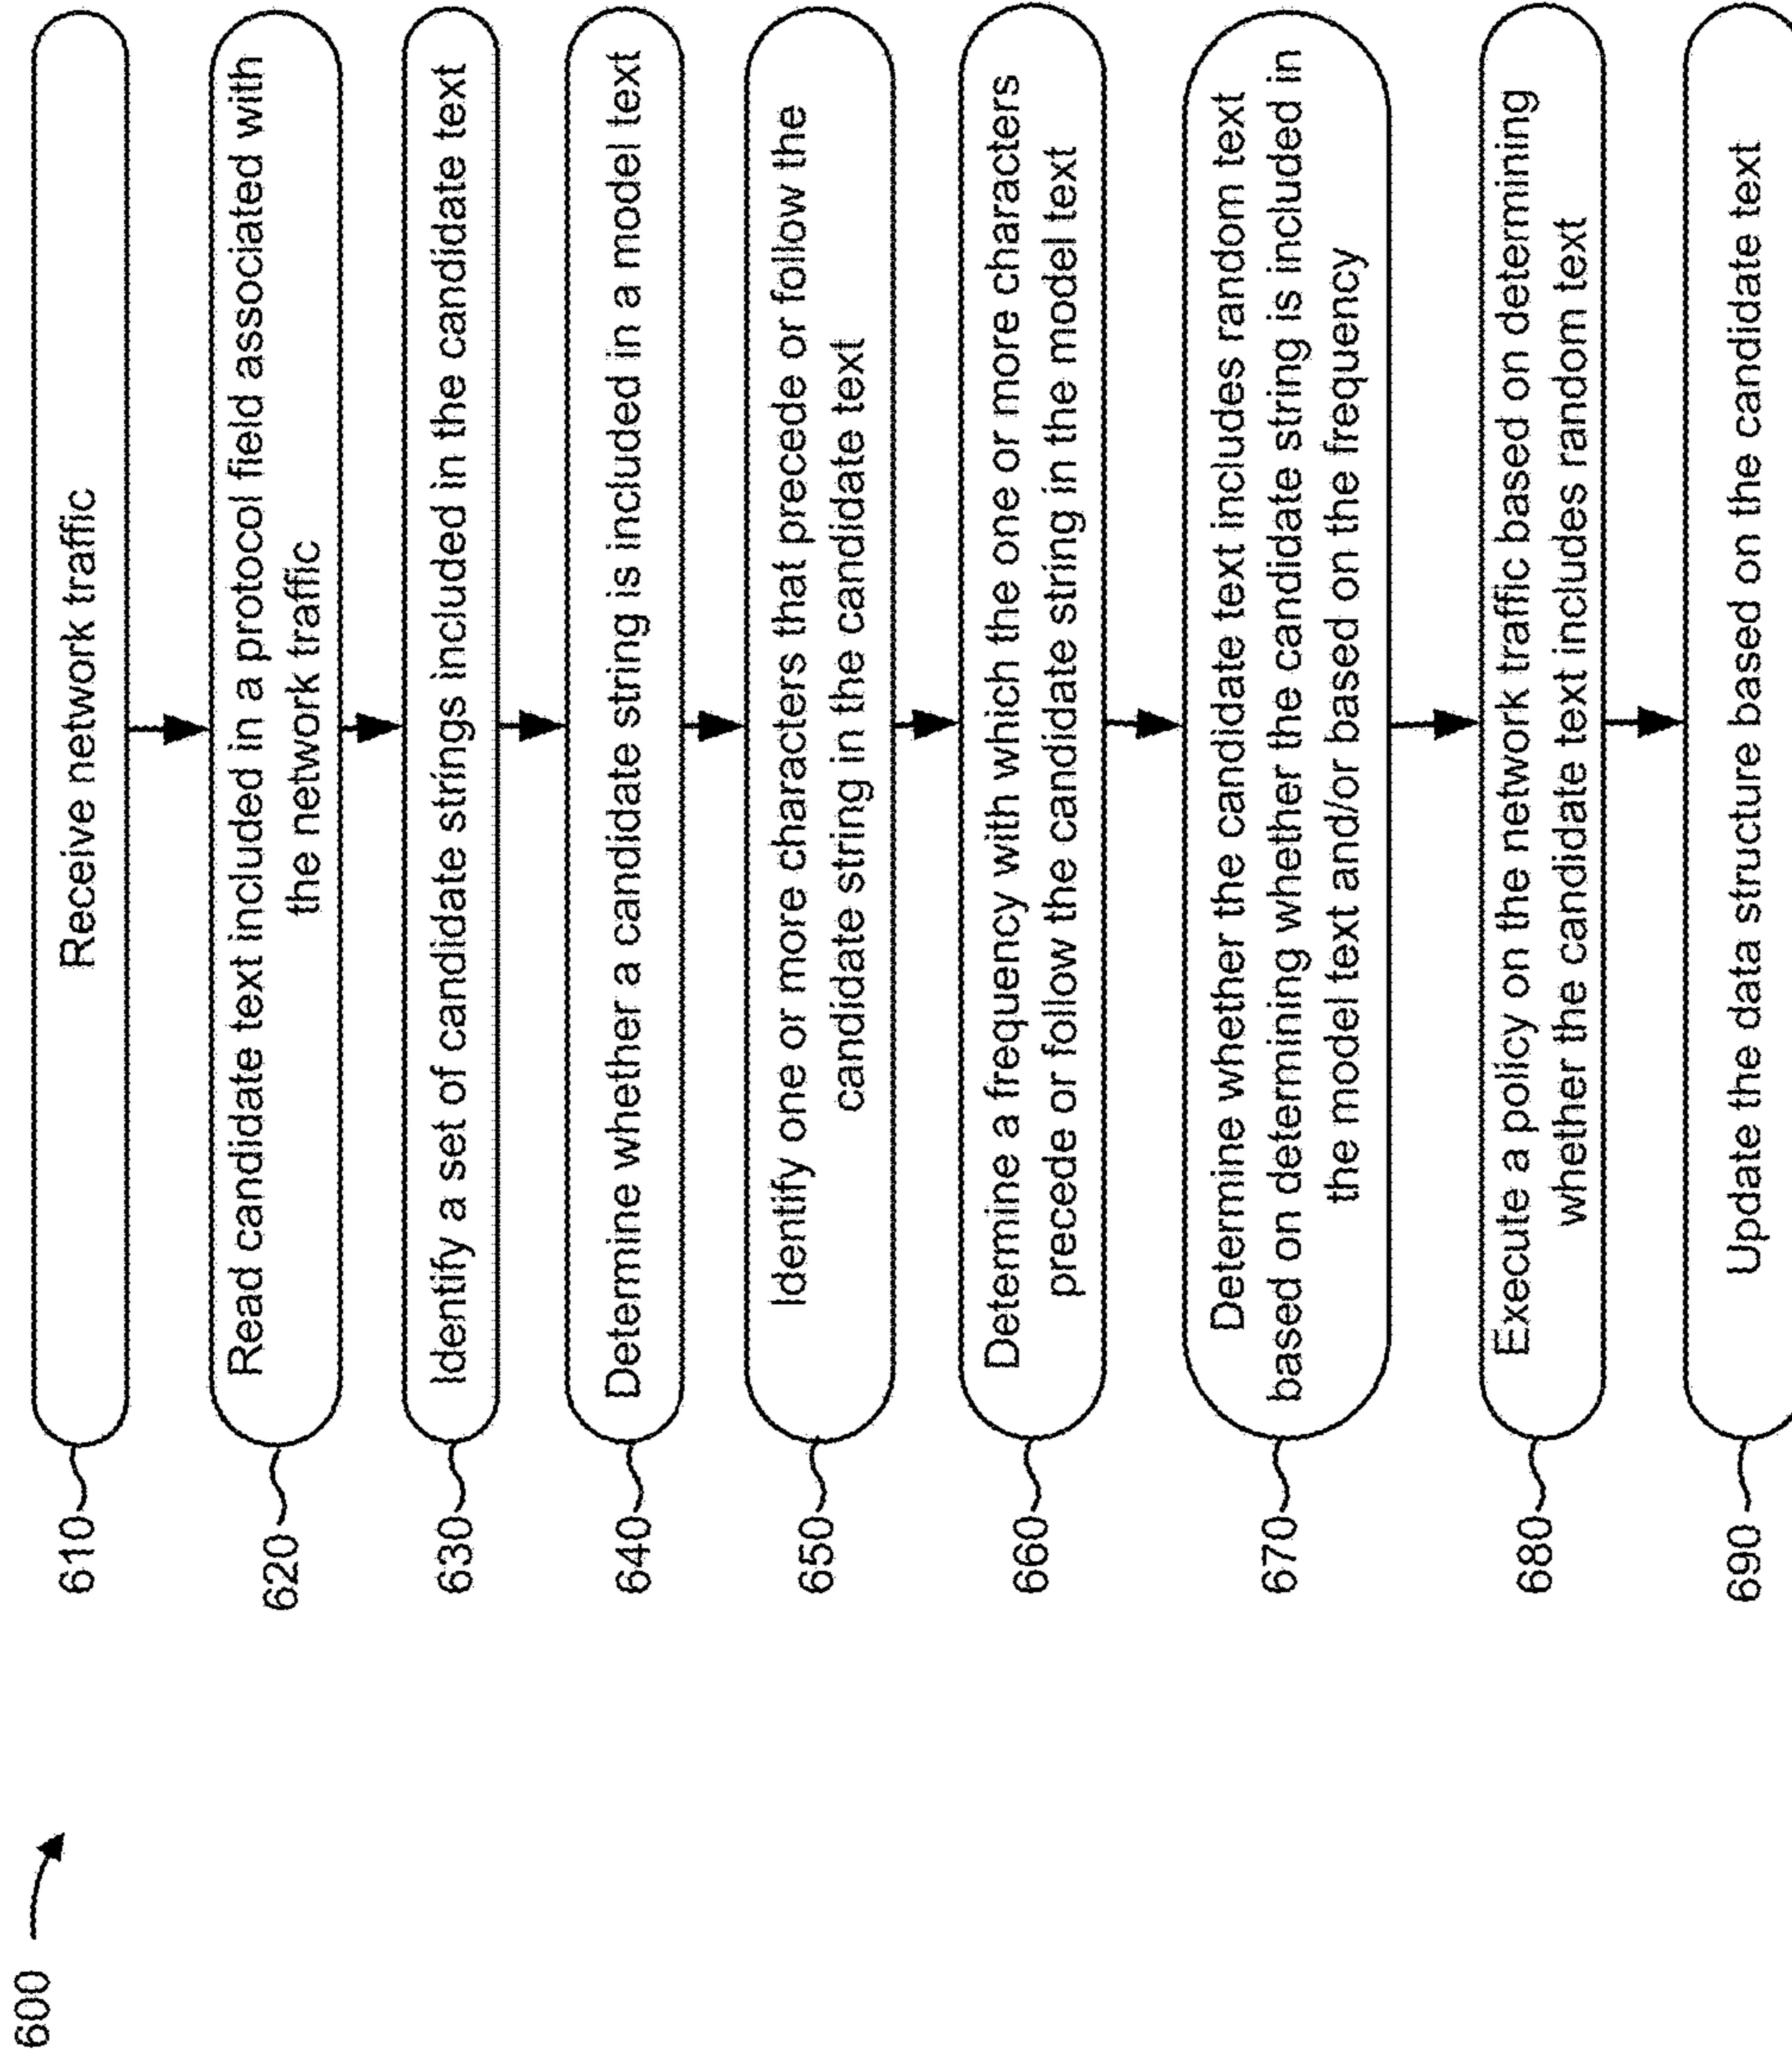 600
610
Receive network traffic
620
Read candidate text included in a protocol field associated with
the network traffic
630
Identify a set of candidate strings included in the candidate text
640
Determine whether a candidate string is included in a model text
650
Identify one or more characters that precede or follow the
candidate string in the candidate text
660
Determine a frequency with which the one or more characters
precede or follow the candidate string in the model text
670
Determine whether the candidate text includes random text
based on determining whether the candidate string is included in
the model text and/or based on the frequency
680
Execute a policy on the network traffic based on determining
whether the candidate text includes random text
690
Update the data structure based on the candidate text